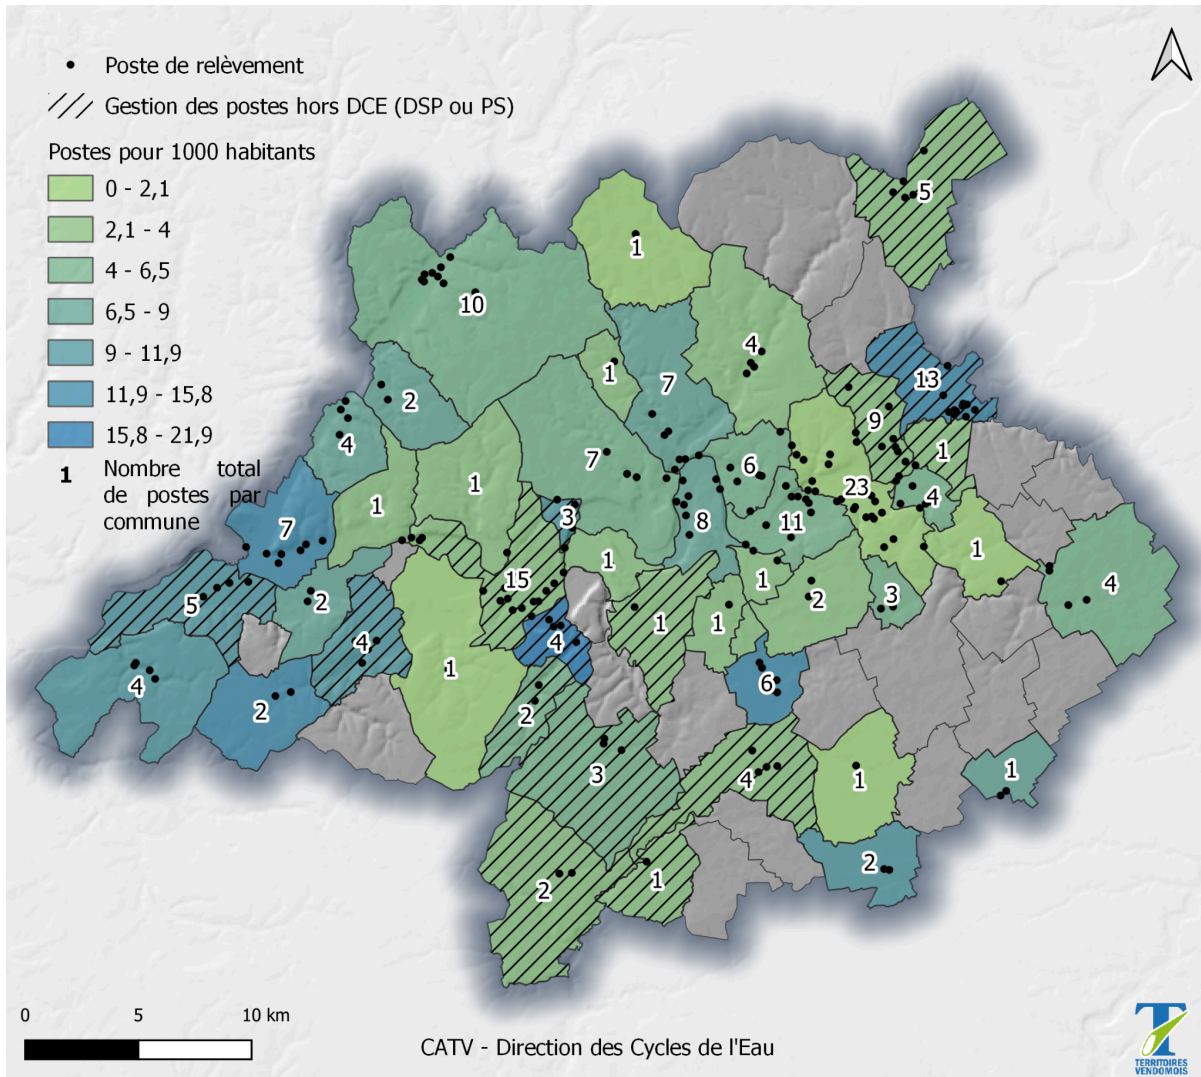 Poste de relèvement
Gestion des postes hors DCE (DSP ou PS)
Postes pour 1000 habitants
0 - 2,1
2,1 - 4
4 - 6,5
6,5 - 9
9 - 11,9
11,9 - 15,8
15,8 - 21,9
1 Nombre total
de postes par
commune
5
1
10
4
1
13
7
2
9
4
1
7
6
1
1
23
4
7
3
8
11
1
1
15
1
4
5
2
1
2
3
4
1
1
4
1
6
4
2
2
3
4
1
1
2
2
1
0 5 10 km
CATV - Direction des Cycles de l'Eau
TERRITOIRES
VENDOMOIS